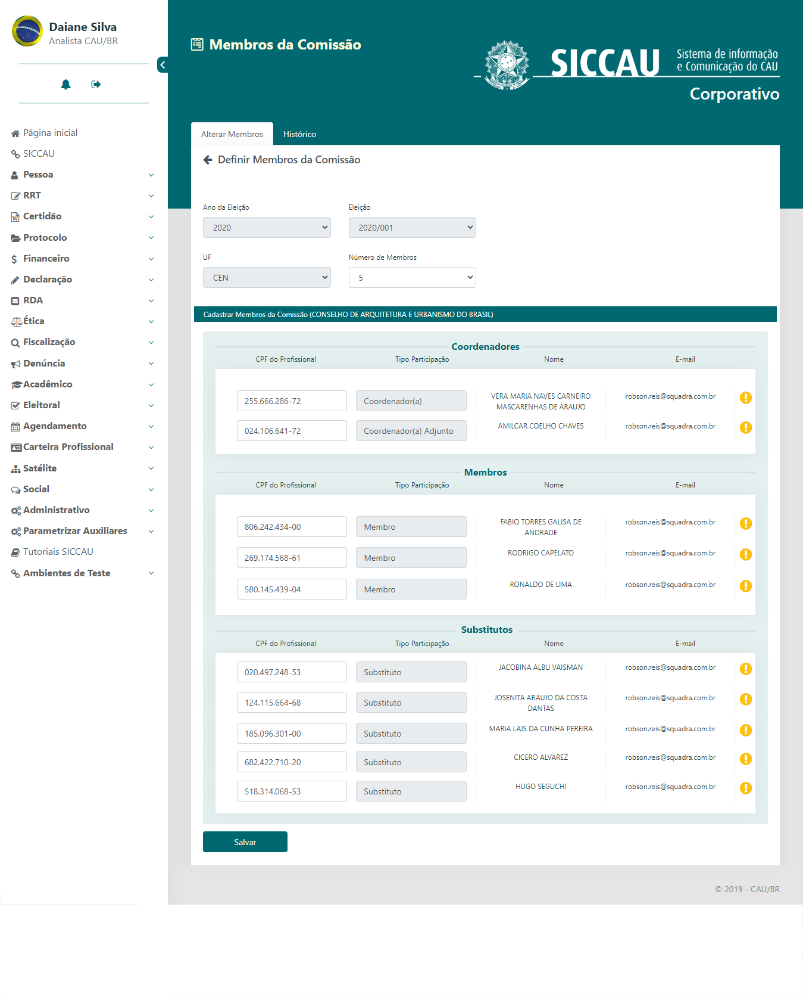 Daiane Silva
Analista CAU/BR
Página inicial
SICCAU
Pessoa
RRT
Certidão
Protocolo
Financeiro
Declaração
RDA
Ética
Fiscalização
Denúncia
Acadêmico
Eleitoral
Agendamento
Carteira Profissional
Satélite
Social
Administrativo
Parametrizar Auxiliares
Tutoriais SICCAU
Ambientes de Teste
Membros da Comissão
SICCAU Sistema de informação
e Comunicação do CAU
Corporativo
Alterar Membros Histórico
Definir Membros da Comissão
Ano da Eleição Eleição
2020 2020/001
UF Número de Membros
CEN 5
Cadastrar Membros da Comissão (CONSELHO DE ARQUITETURA E URBANISMO DO BRASIL)
Coordenadores
CPF do Profissional Tipo Participação Nome E-mail
255.666.286-72 Coordenador(a) VERA MARIA NAVES CARNEIRO robson.reis@squadra.com.br
MASCARENHAS DE ARAUJO
024.106.641-72 Coordenador(a) Adjunto AMILCAR COELHO CHAVES robson.reis@squadra.com.br
Membros
CPF do Profissional Tipo Participação Nome E-mail
806.242.434-00 Membro FABIO TORRES GALISA DE robson.reis@squadra.com.br
ANDRADE
269.174.568-61 Membro RODRIGO CAPELATO robson.reis@squadra.com.br
580.145.439-04 Membro RONALDO DE LIMA robson.reis@squadra.com.br
Substitutos
CPF do Profissional Tipo Participação Nome E-mail
020.497.248-53 Substituto JACOBINA ALBU VAISMAN robson.reis@squadra.com.br
124.115.664-68 Substituto JOSENITA ARAUJO DA COSTA robson.reis@squadra.com.br
DANTAS
185.096.301-00 Substituto MARIA LAIS DA CUNHA PEREIRA robson.reis@squadra.com.br
682.422.710-20 Substituto CICERO ALVAREZ robson.reis@squadra.com.br
518.314.068-53 Substituto HUGO SEGUCHI robson.reis@squadra.com.br
Salvar
© 2019 - CAU/BR